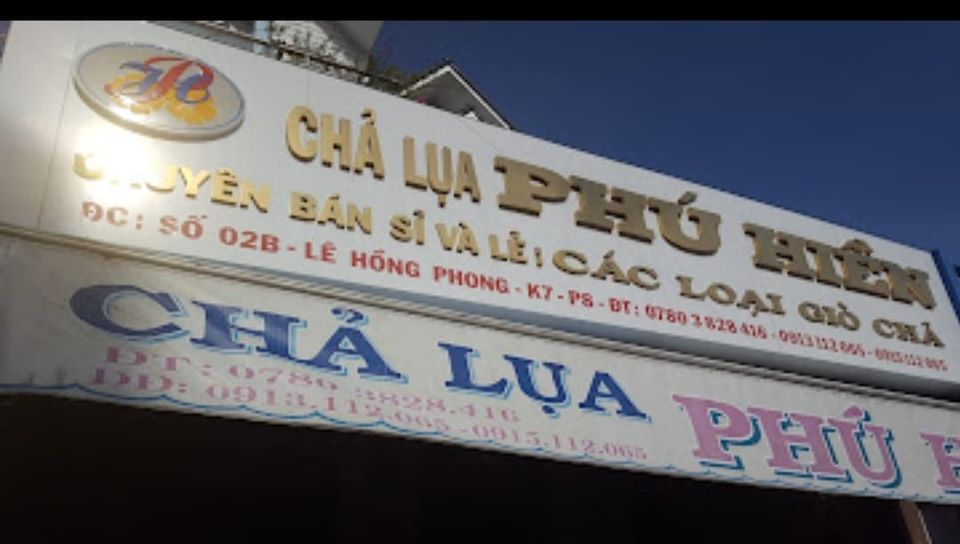 CHẢ LỤA PHÚ HIỀN
CHUYÊN BÁN SỈ VÀ LẺ : CÁC LOẠI GIÒ CHẢ
ĐC : SỐ 02B - LÊ HỒNG PHONG - K7 - P8 - ĐT : 0780 3 828 416 - 0913 112 065 - 0915 112 065
CHẢ LỤA PHÚ
ĐT : 0780 3828.416
DĐ: 0913.112.065 -0915.112.065